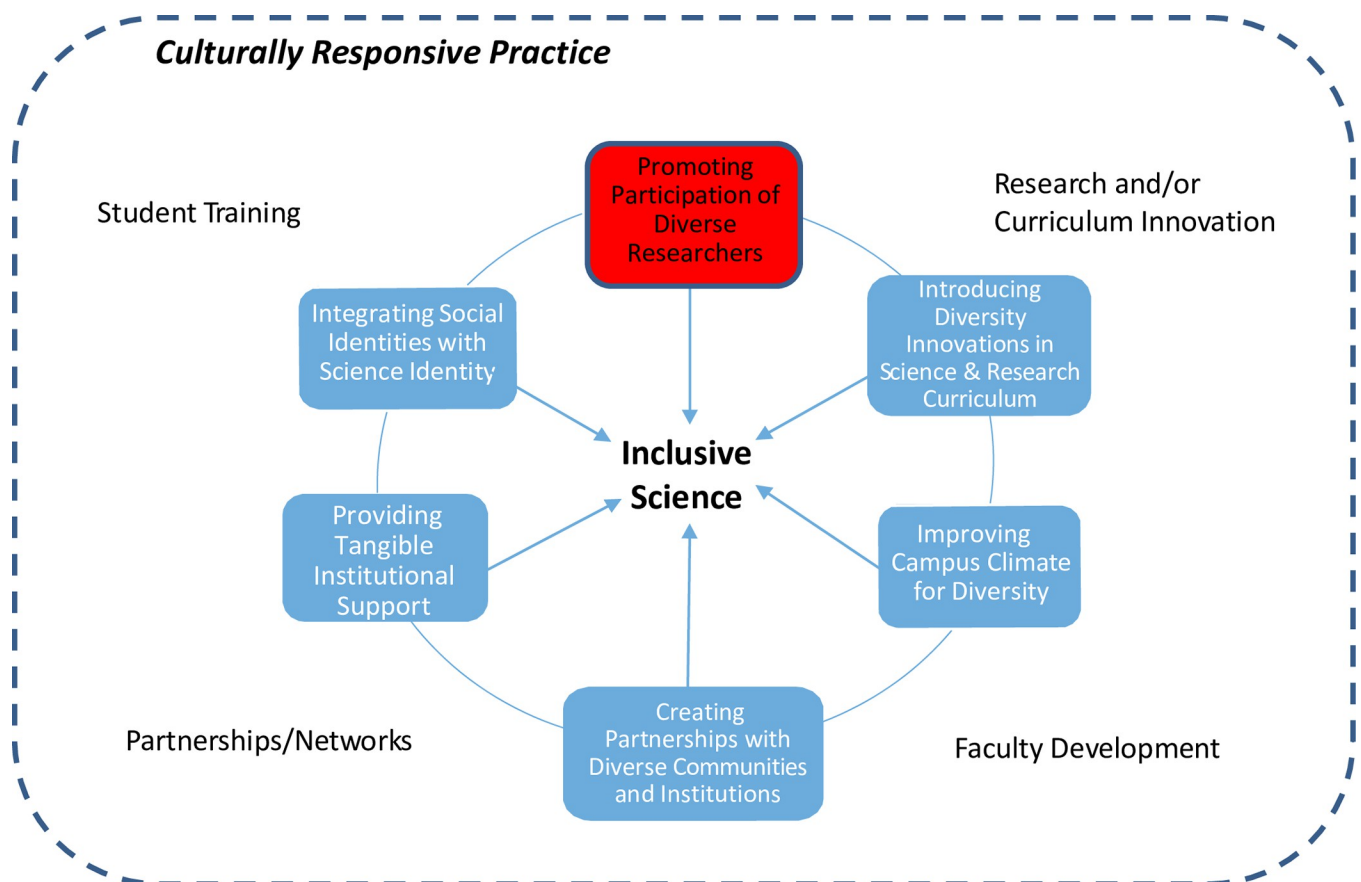 Culturally Responsive Practice
Student Training
Promoting
Participation of
Diverse
Researchers
Research and/or
Curriculum Innovation
Integrating Social
Identities with
Science Identity
Introducing
Diversity
Innovations in
Science & Research
Curriculum
Inclusive
Science
Providing
Tangible
Institutional
Support
Improving
Campus Climate
for Diversity
Partnerships/Networks
Creating
Partnerships with
Diverse Communities
and Institutions
Faculty Development